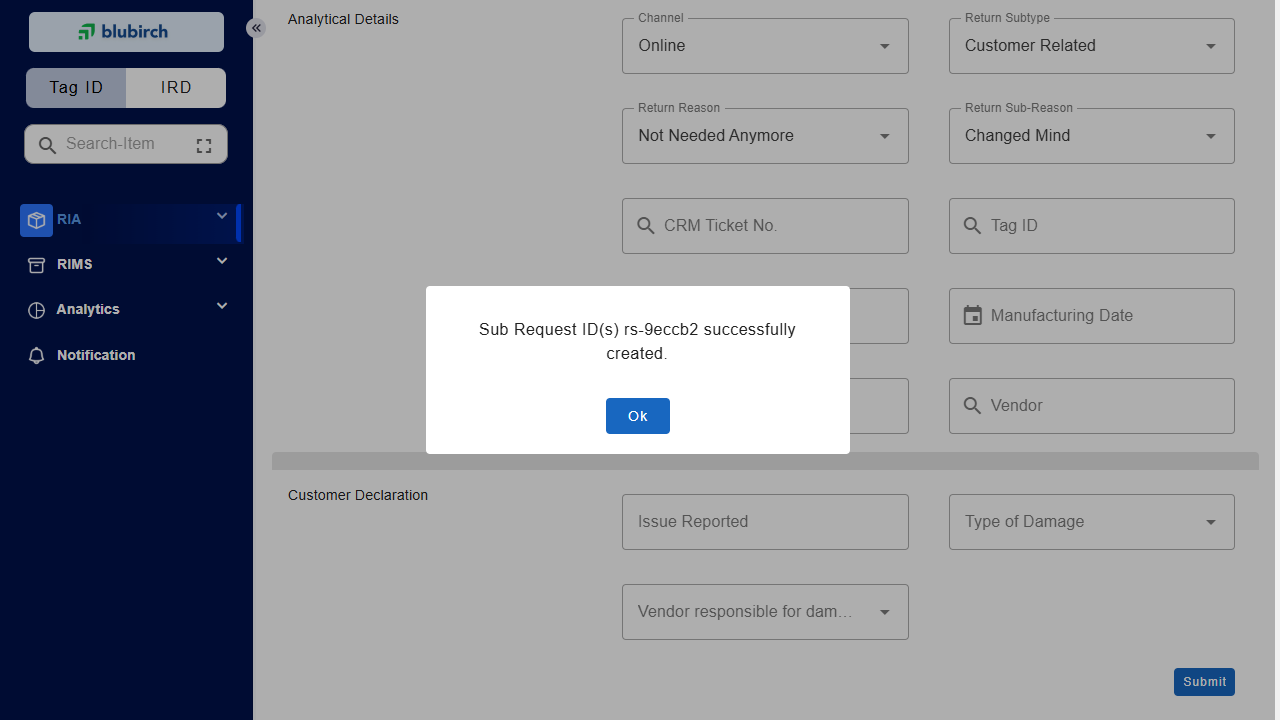 blubirch
Tag ID
IRD
Search-Item
RIA
RIMS
Analytics
Notification
Analytical Details
Channel
Online
Return Subtype
Customer Related
Return Reason
Not Needed Anymore
Return Sub-Reason
Changed Mind
CRM Ticket No.
Tag ID
Manufacturing Date
Vendor
Sub Request ID(s) rs-9eccb2 successfully
created.
Ok
Customer Declaration
Issue Reported
Type of Damage
Vendor responsible for dam…
Submit